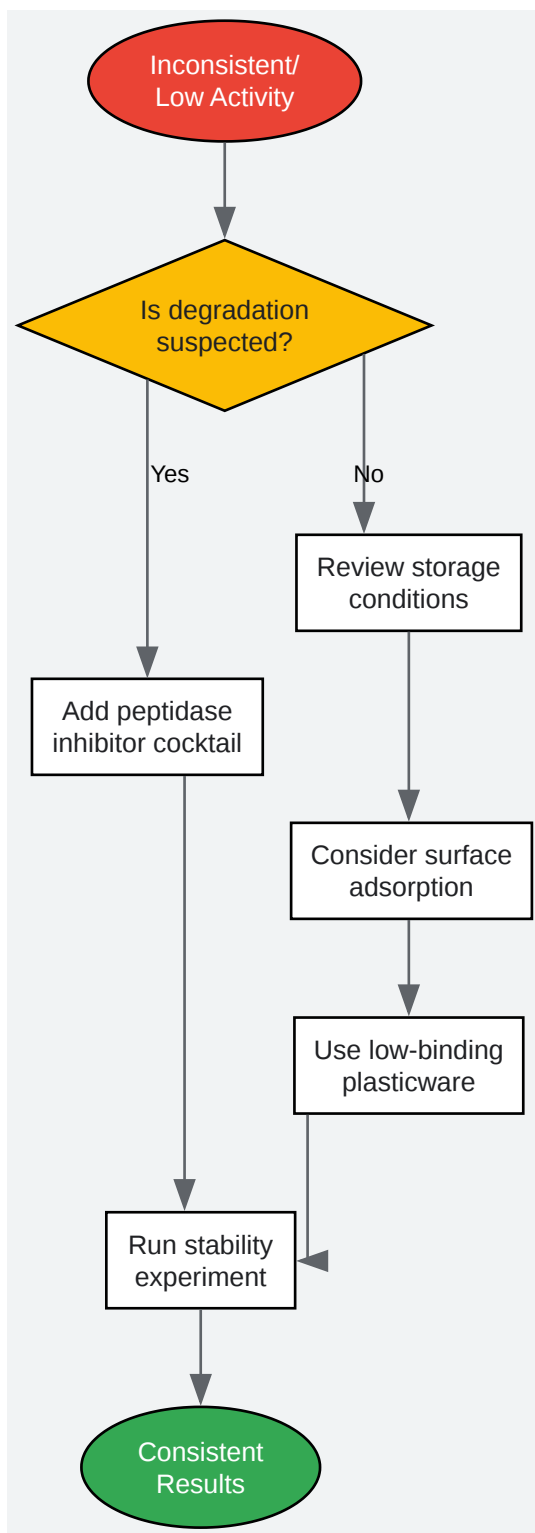 Inconsistent/
Low Activity
Is degradation
suspected?
Yes
No
Review storage
conditions
Add peptidase
inhibitor cocktail
Consider surface
adsorption
Use low-binding
plasticware
Run stability
experiment
Consistent
Results